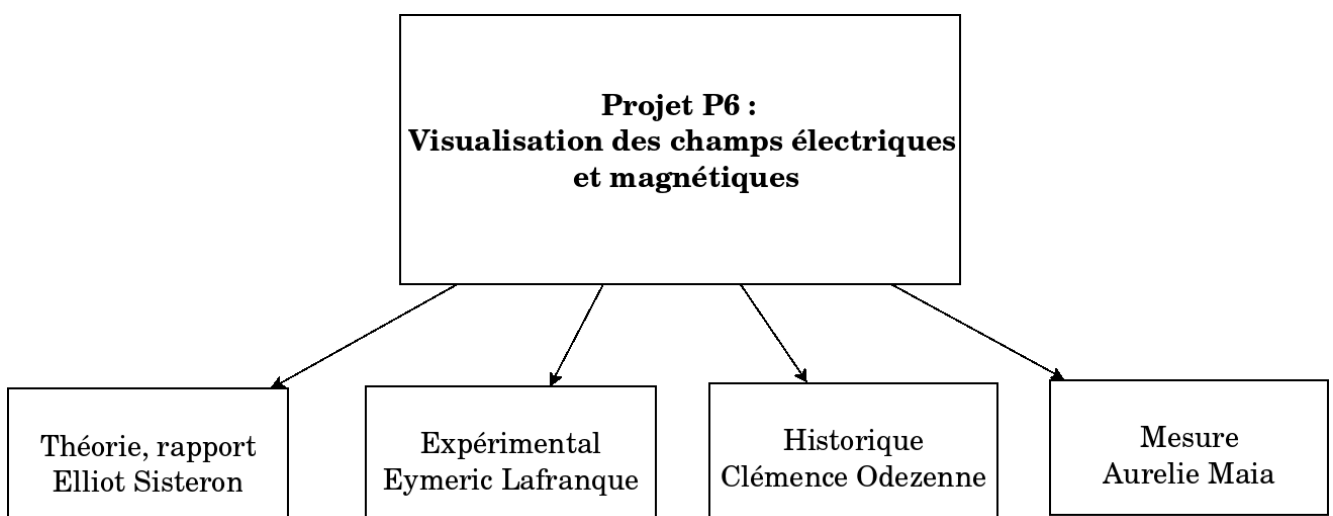 Projet P6 :
Visualisation des champs électriques
et magnétiques
Théorie, rapport
Elliot Sisteron
Expérimental
Eymeric Lafranque
Historique
Clémence Odezenne
Mesure
Aurelie Maia